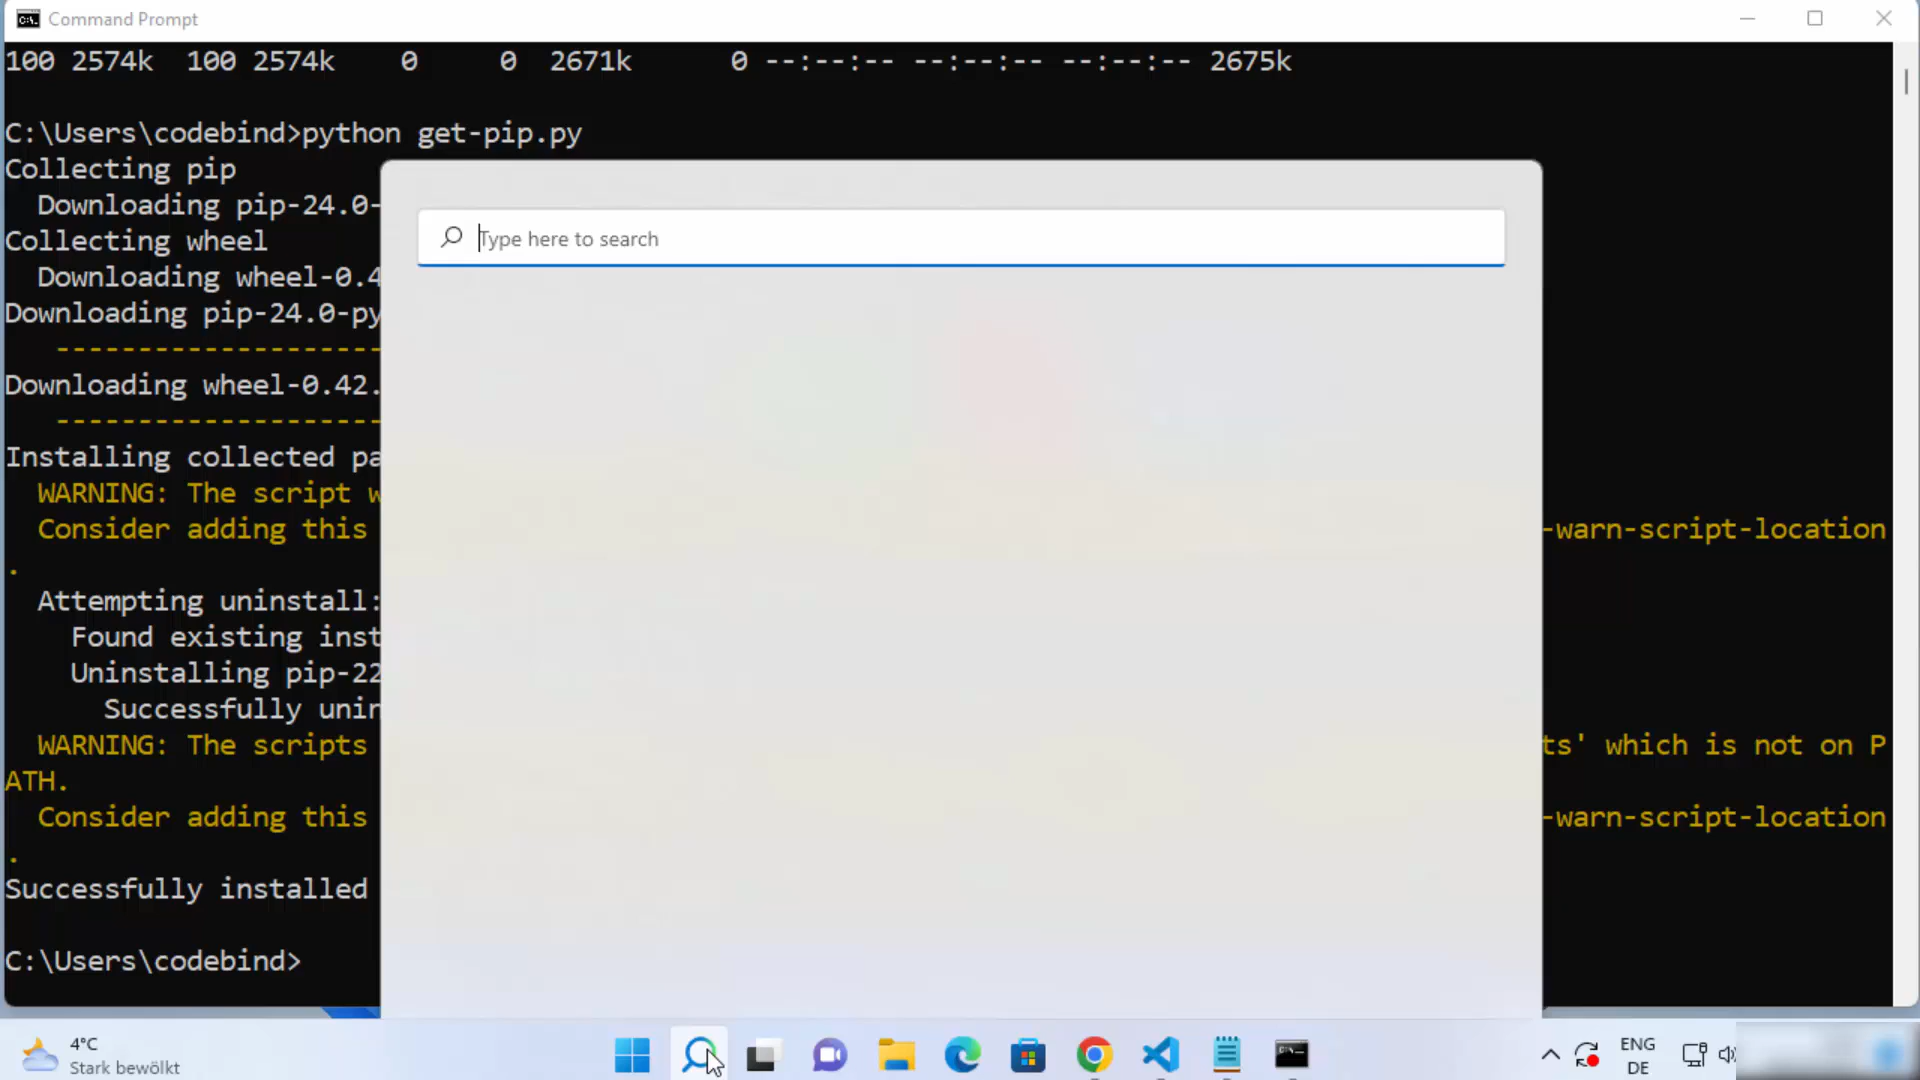 Command Prompt
100 2574k  100 2574k    0     0  2671k      0 --:--:-- --:--:-- --:--:-- 2675k
C:\Users\codebind>python get-pip.py
Collecting pip
Downloading pip-24.0-
Collecting wheel
Downloading wheel-0.4
Downloading pip-24.0-py
--------------------
Downloading wheel-0.42.
--------------------
Installing collected pa
WARNING: The script w
Consider adding this -warn-script-location
.
Attempting uninstall:
Found existing inst
Uninstalling pip-22
Successfully unin
WARNING: The scripts ts' which is not on P
ATH.
Consider adding this -warn-script-location
.
Successfully installed
C:\Users\codebind>
Type here to search
4°C
Stark bewölkt
ENG
DE